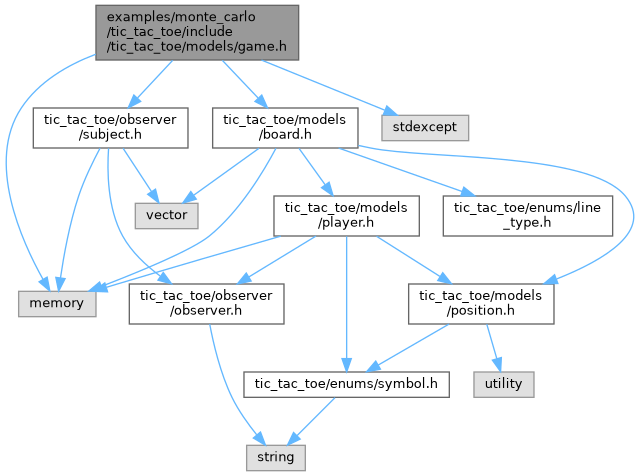 examples/monte_carlo
/tic_tac_toe/include
/tic_tac_toe/models/game.h
tic_tac_toe/observer
/subject.h
tic_tac_toe/models
/board.h
stdexcept
vector
tic_tac_toe/models
/player.h
tic_tac_toe/enums/line
_type.h
memory
tic_tac_toe/observer
/observer.h
tic_tac_toe/models
/position.h
tic_tac_toe/enums/symbol.h
utility
string